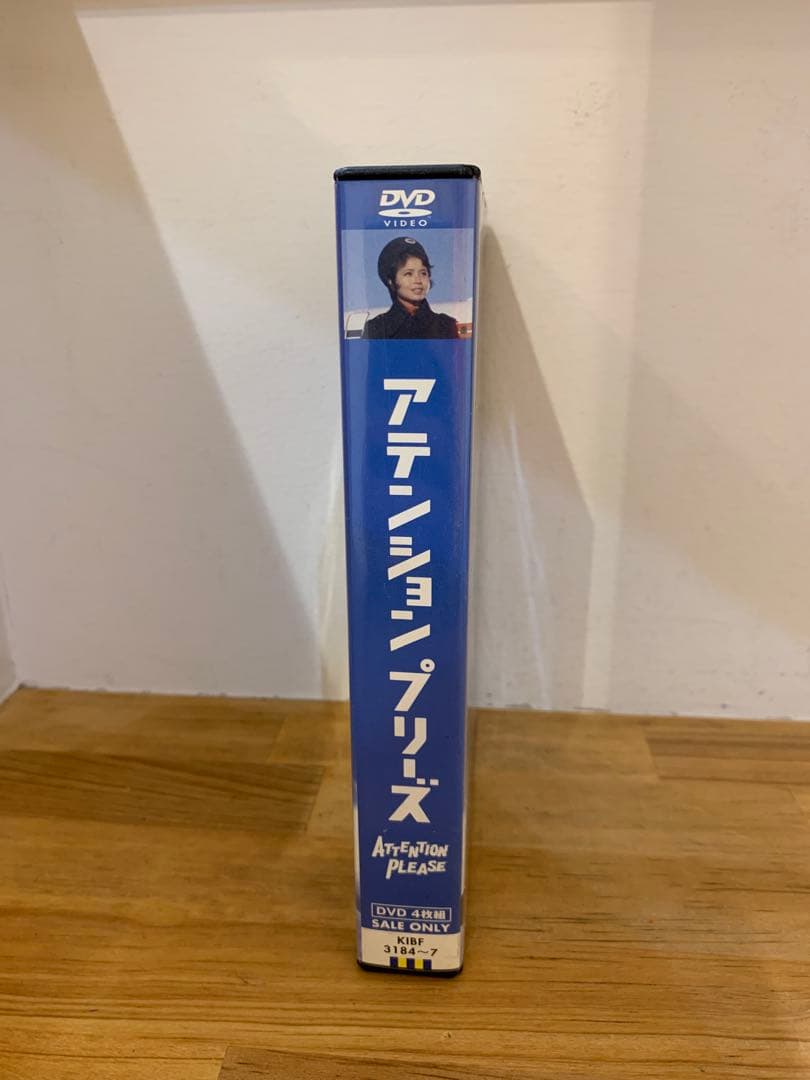 DVD
VIDEO
アテンションプリーズ
ATTENTION
PLEASE
DVD 4枚組
SALE ONLY
KIBF
3184〜7